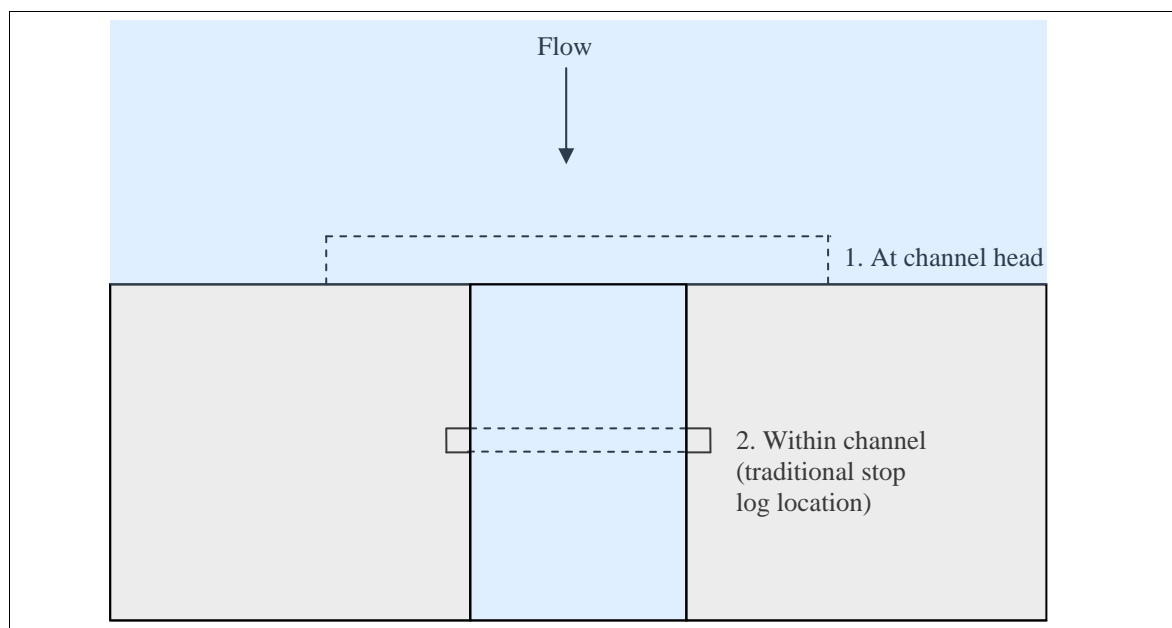 Flow
1. At channel head
2. Within channel
(traditional stop
log location)